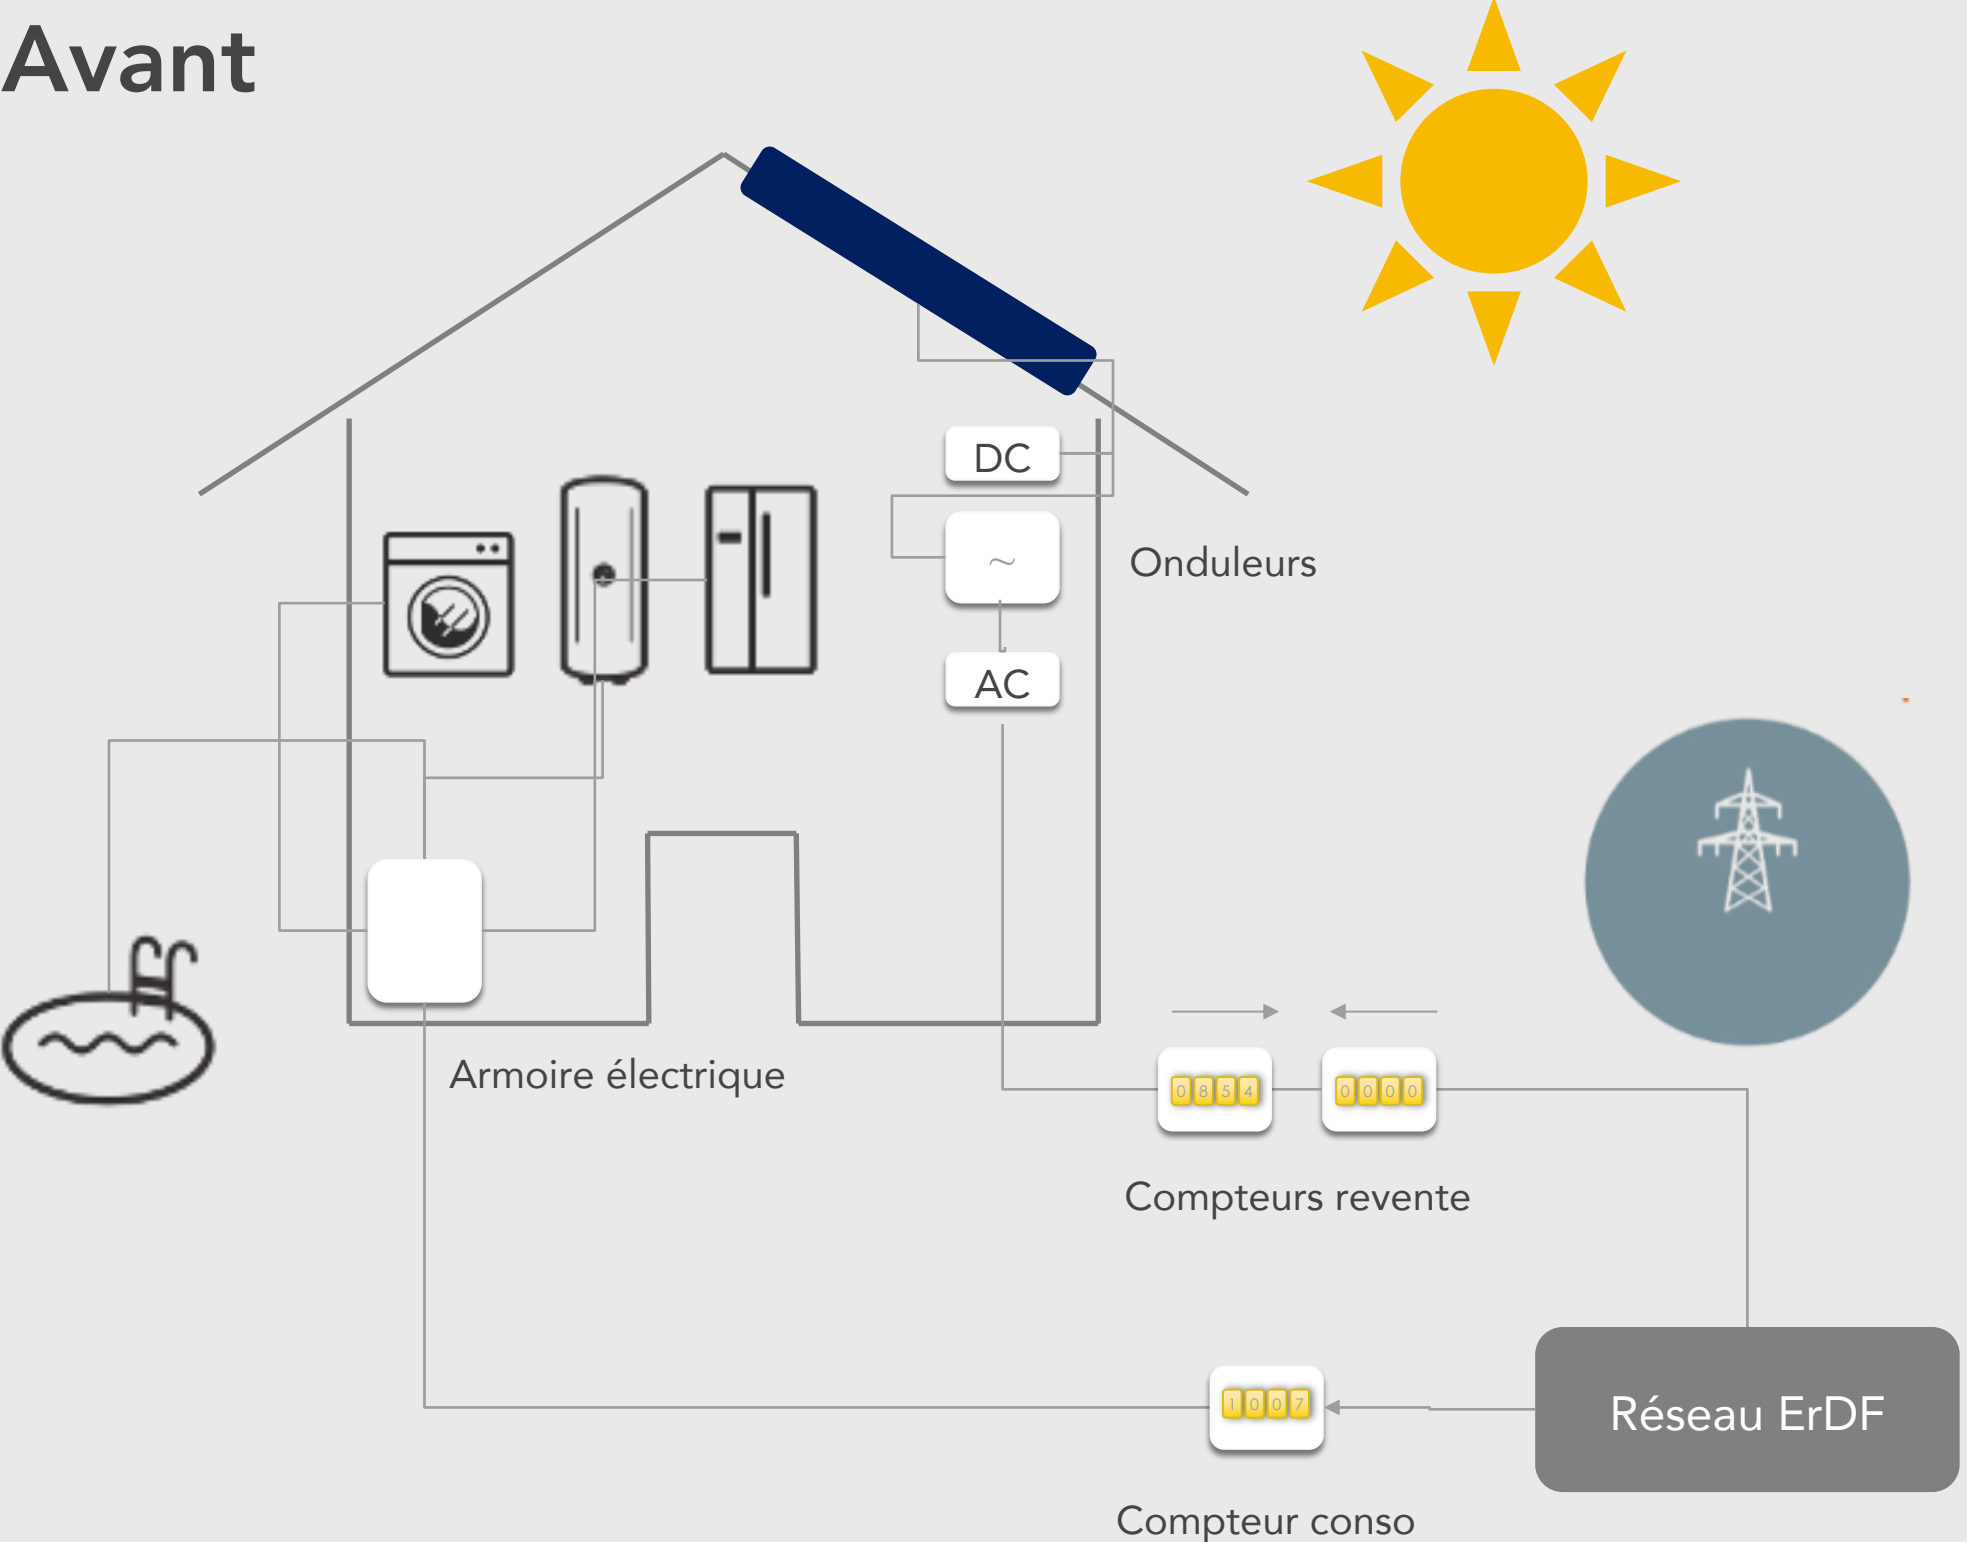 Avant
DC
~
Onduleurs
AC
Armoire électrique
0854
0000
Compteurs revente
1007
Réseau ErDF
Compteur conso